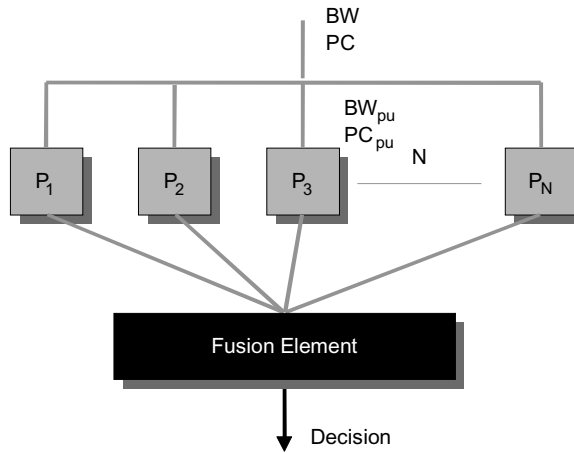 BW
PC
BWpu
PCpu
N
P1
P2
P3
PN
Fusion Element
Decision